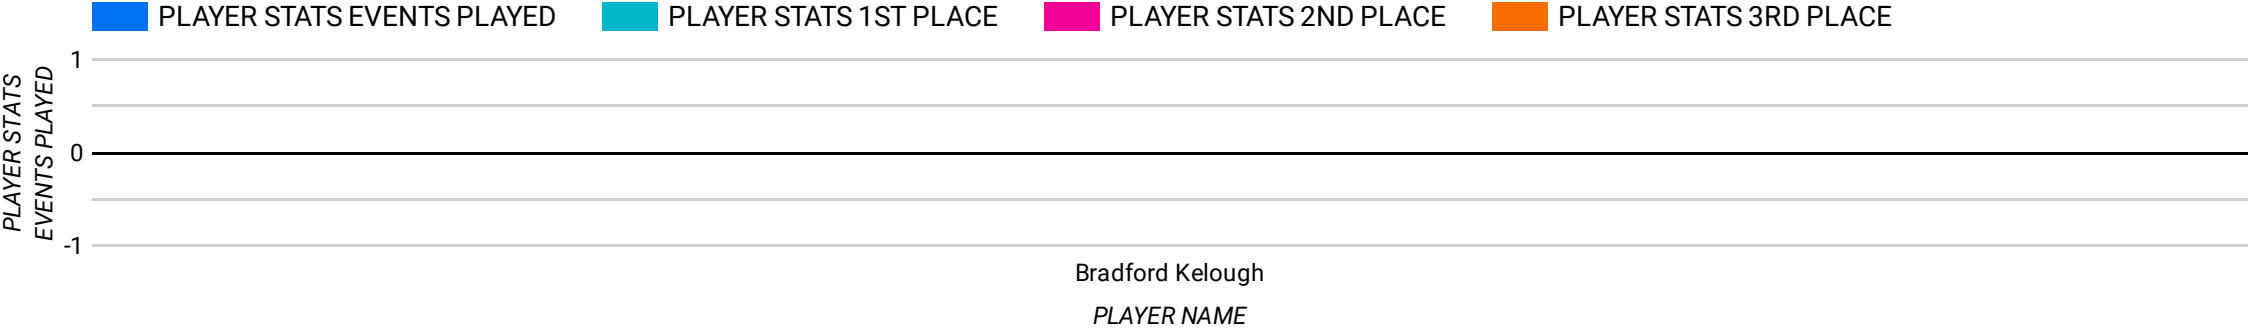 PLAYER STATS EVENTS PLAYED
PLAYER STATS 1ST PLACE
PLAYER STATS 2ND PLACE
PLAYER STATS 3RD PLACE
PLAYER STATS
EVENTS PLAYED
1
0
-1
Bradford Kelough
PLAYER NAME